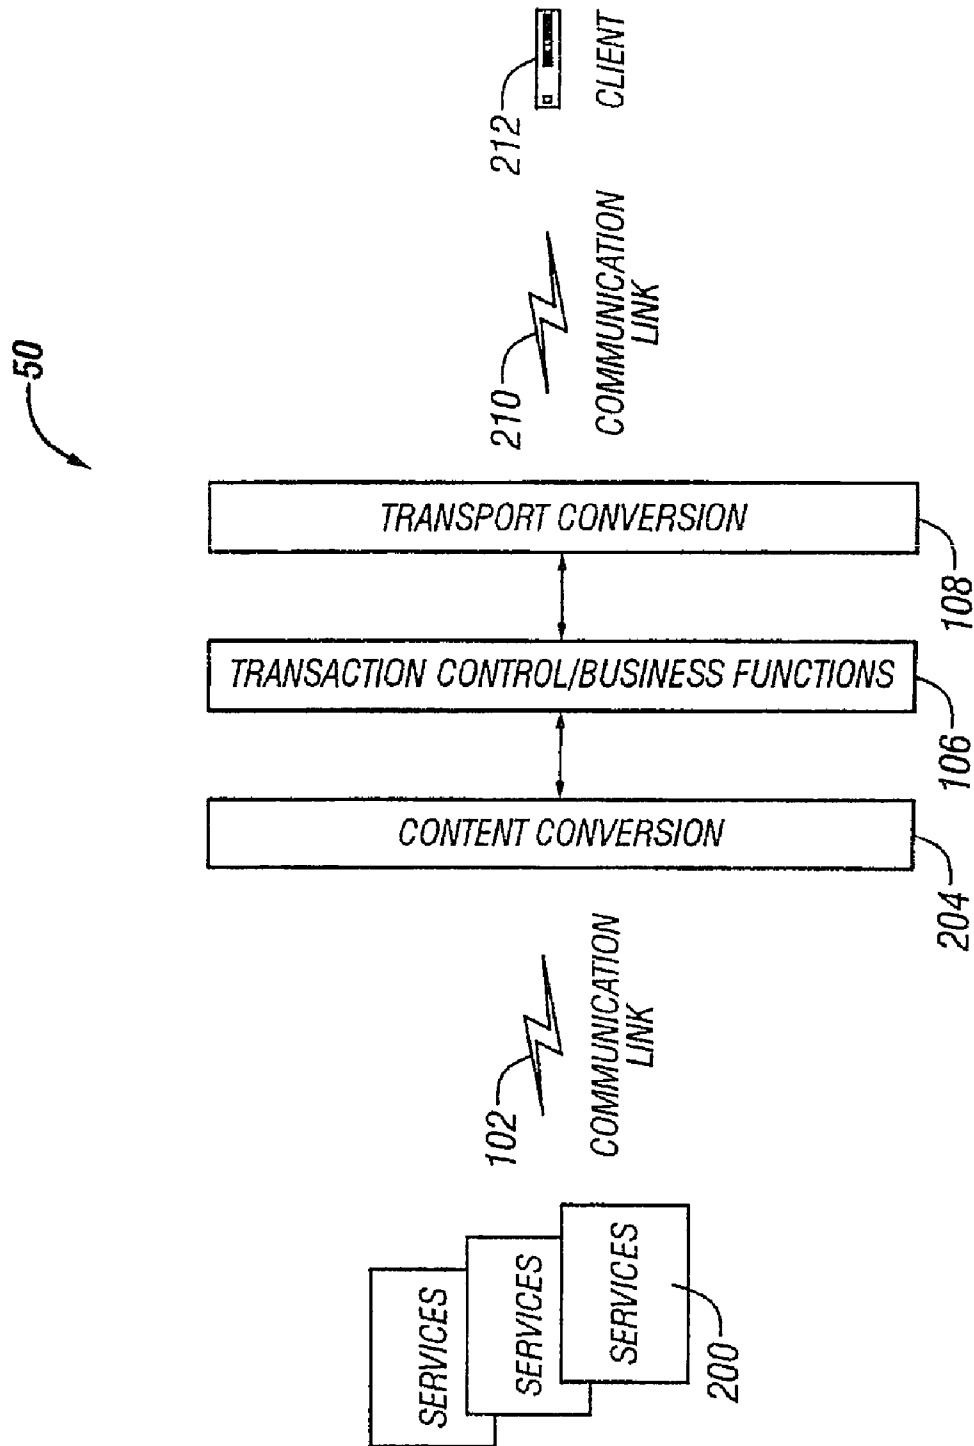 50
SERVICES
SERVICES
SERVICES
200
102
COMMUNICATION
LINK
CONTENT CONVERSION
204
TRANSACTION CONTROL/BUSINESS FUNCTIONS
106
TRANSPORT CONVERSION
108
210
COMMUNICATION
LINK
212
CLIENT